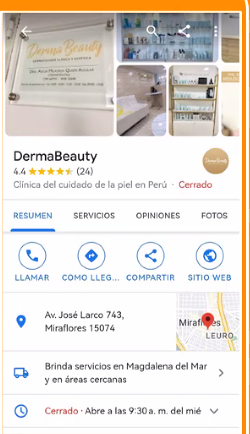 Derma Beauty
DermaBeauty
4.4 (24)
Clínica del cuidado de la piel en Perú · Cerrado
RESUMEN SERVICIOS OPINIONES FOTOS
LLAMAR CÓMO LLEG... COMPARTIR SITIO WEB
Av. José Larco 743,
Miraflores 15074
Miraflores
LEURO
Brinda servicios en Magdalena del Mar
y en áreas cercanas
Cerrado · Abre a las 9:30 a. m. del mié